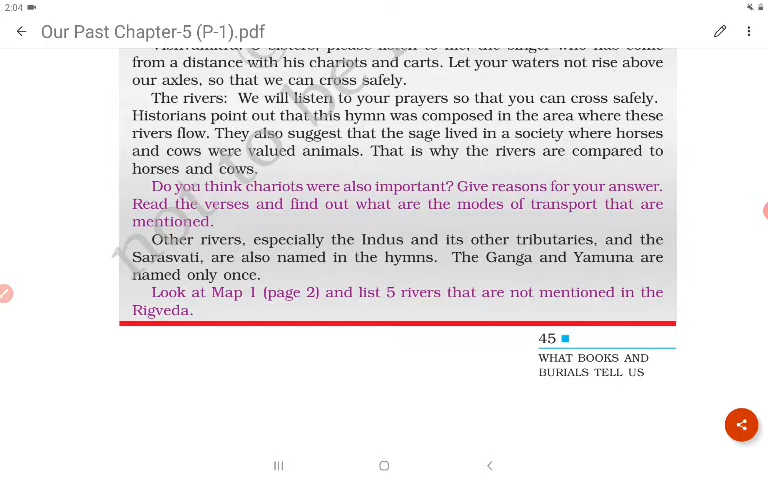 2:04
Our Past Chapter-5 (P-1).pdf
from a distance with his chariots and carts. Let your waters not rise above
our axles, so that we can cross safely.
The rivers: We will listen to your prayers so that you can cross safely.
Historians point out that this hymn was composed in the area where these
rivers flow. They also suggest that the sage lived in a society where horses
and cows were valued animals. That is why the rivers are compared to
horses and cows.
Do you think chariots were also important? Give reasons for your answer.
Read the verses and find out what are the modes of transport that are
mentioned.
Other rivers, especially the Indus and its other tributaries, and the
Sarasvati, are also named in the hymns. The Ganga and Yamuna are
named only once.
Look at Map 1 (page 2) and list 5 rivers that are not mentioned in the
Rigveda.
45
WHAT BOOKS AND
BURIALS TELL US
not to be